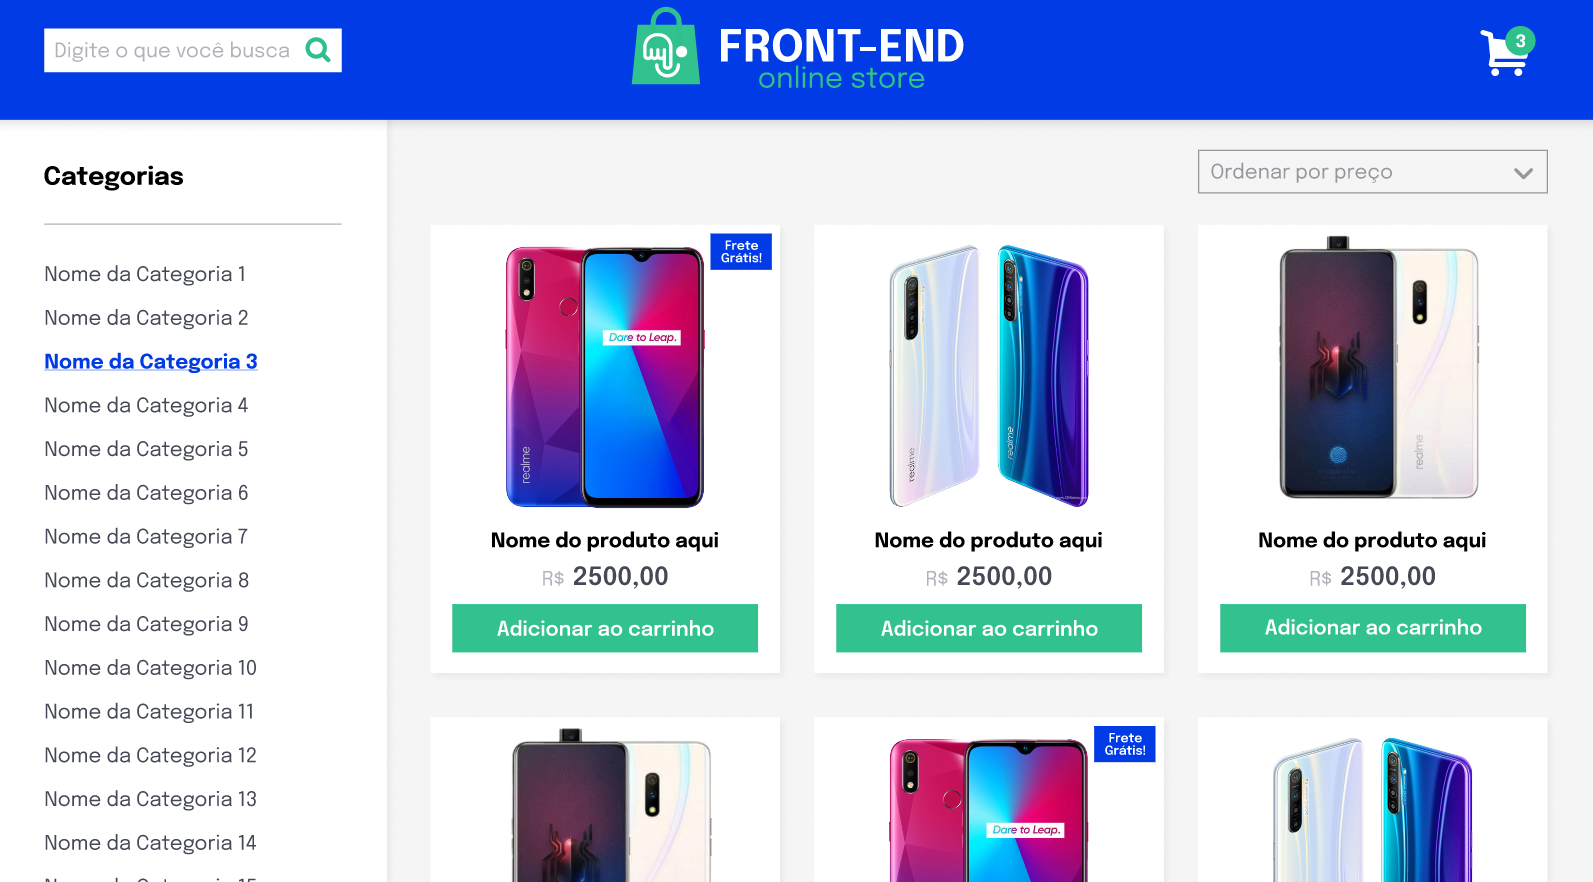 Digite o que você busca
FRONT-END
online store
3
Categorias
Ordenar por preço
Nome da Categoria 1
Nome da Categoria 2
Nome da Categoria 3
Nome da Categoria 4
Nome da Categoria 5
Nome da Categoria 6
Nome da Categoria 7
Nome da Categoria 8
Nome da Categoria 9
Nome da Categoria 10
Nome da Categoria 11
Nome da Categoria 12
Nome da Categoria 13
Nome da Categoria 14
Nome da Categoria 15
Frete
Grátis!
Dare to Leap.
realme
Nome do produto aqui
R$ 2500,00
Adicionar ao carrinho
realme
realme
Nome do produto aqui
R$ 2500,00
Adicionar ao carrinho
realme
Nome do produto aqui
R$ 2500,00
Adicionar ao carrinho
Frete
Grátis!
Dare to Leap.